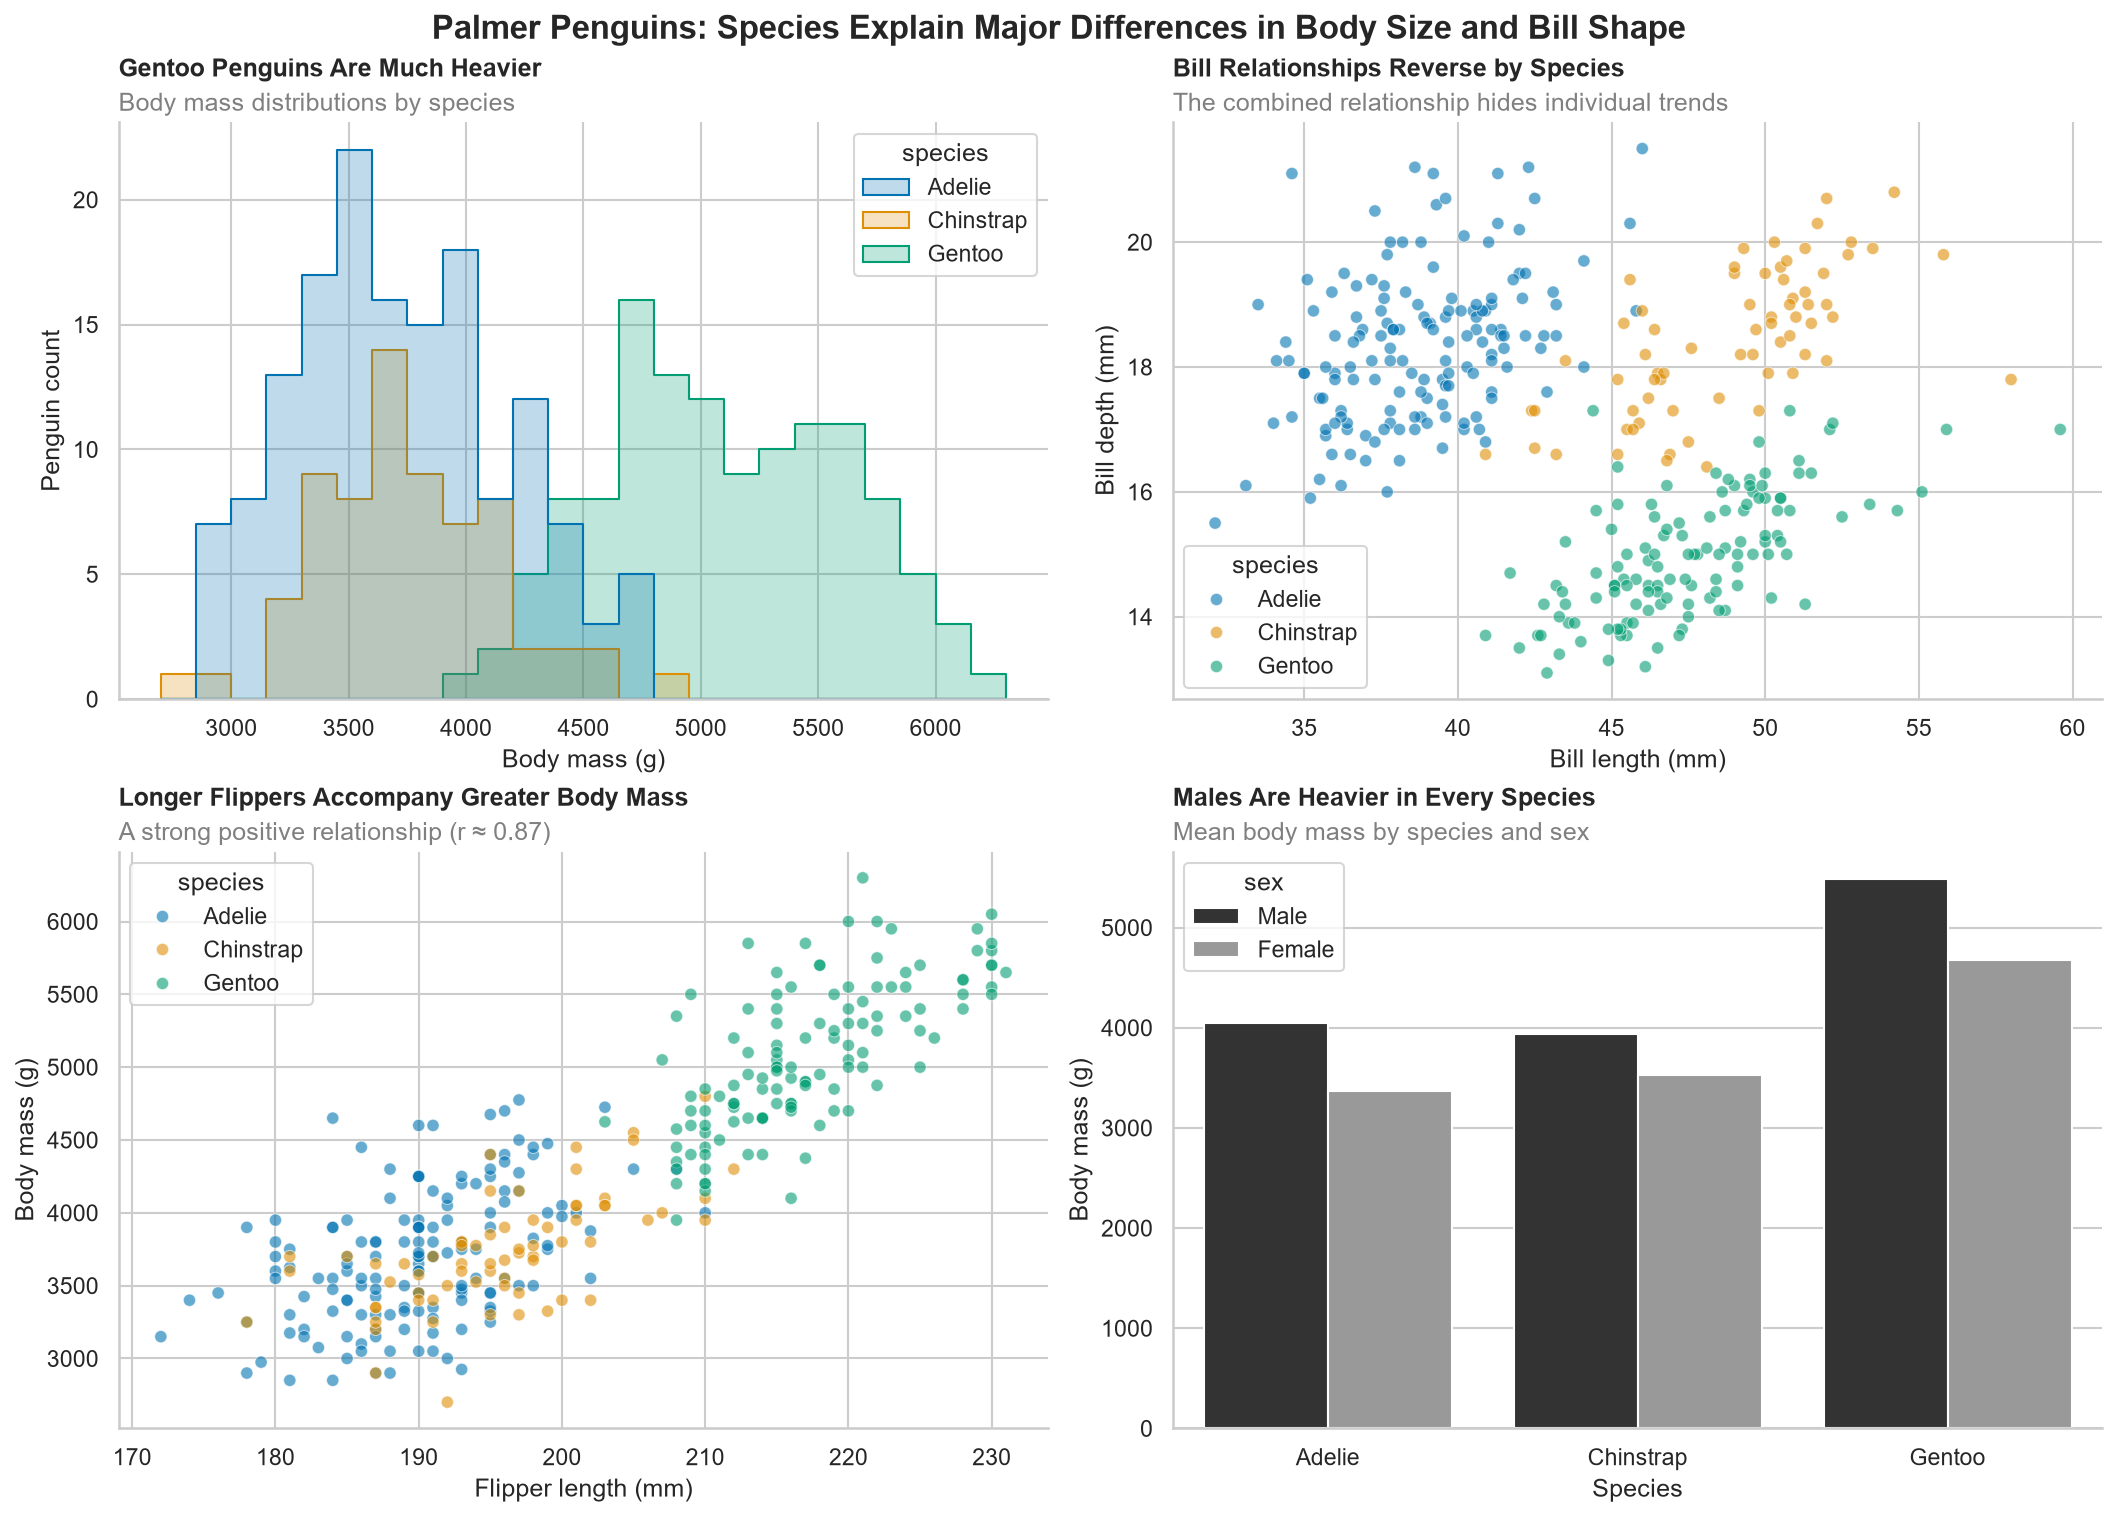 Palmer Penguins: Species Explain Major Differences in Body Size and Bill Shape
Gentoo Penguins Are Much Heavier
Body mass distributions by species
species
Adelie
Chinstrap
Gentoo
Penguin count
20
15
10
5
0
3000
3500
4000
4500
5000
5500
6000
Body mass (g)
Bill Relationships Reverse by Species
The combined relationship hides individual trends
species
Adelie
Chinstrap
Gentoo
Bill depth (mm)
20
18
16
14
35
40
45
50
55
60
Bill length (mm)
Longer Flippers Accompany Greater Body Mass
A strong positive relationship (r ≈ 0.87)
species
Adelie
Chinstrap
Gentoo
Body mass (g)
6000
5500
5000
4500
4000
3500
3000
170
180
190
200
210
220
230
Flipper length (mm)
Males Are Heavier in Every Species
Mean body mass by species and sex
sex
Male
Female
Body mass (g)
5000
4000
3000
2000
1000
0
Adelie
Chinstrap
Gentoo
Species